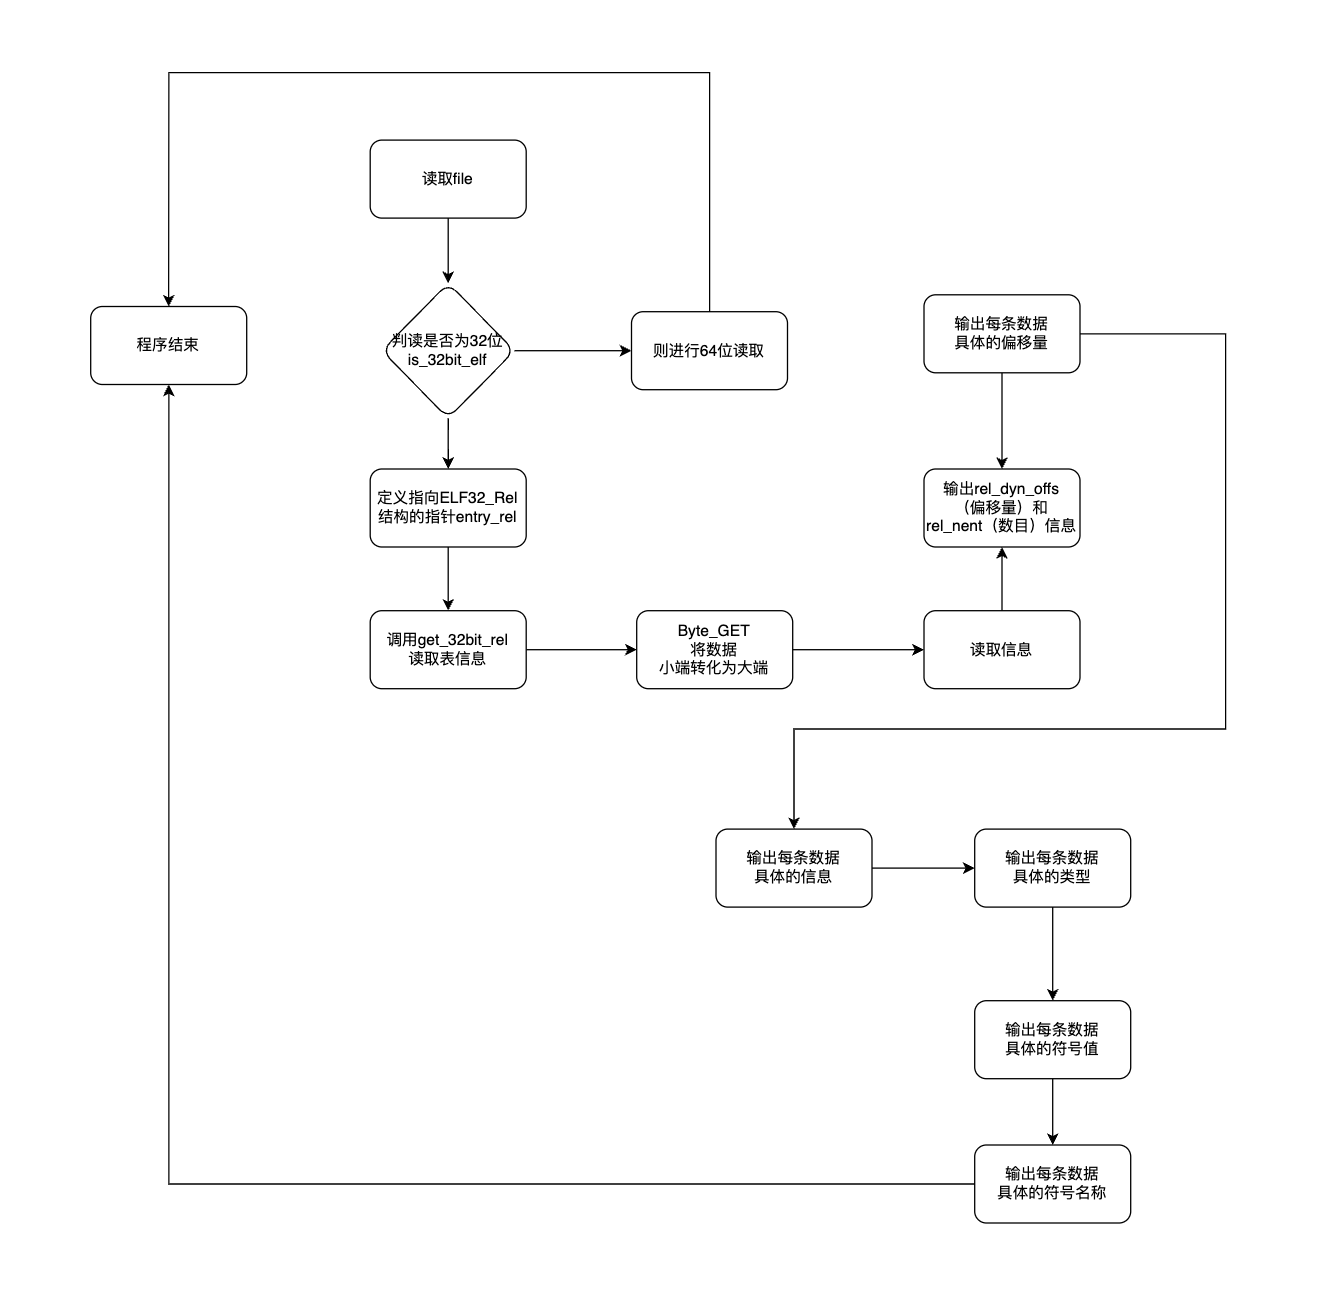 读取file
程序结束
判读是否为32位
is_32bit_elf
则进行64位读取
输出每条数据
具体的偏移量
定义指向ELF32_Rel
结构的指针entry_rel
输出rel_dyn_offs
（偏移量）和
rel_nent（数目）信息
调用get_32bit_rel
读取表信息
Byte_GET
将数据
小端转化为大端
读取信息
输出每条数据
具体的信息
输出每条数据
具体的类型
输出每条数据
具体的符号值
输出每条数据
具体的符号名称